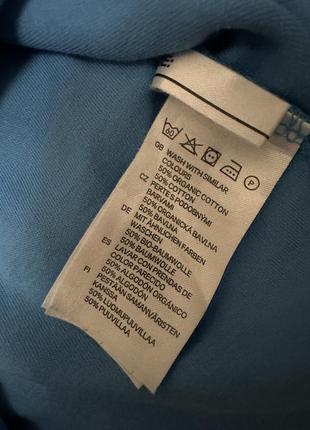 60
P
GB WASH WITH SIMILAR
COLOURS
50% ORGANIC COTTON
50% COTTON
CZ PERTE S PODOBNÝMI
BARVAMI
50% ORGANICKÁ BAVLNA
50% BAVLNA
DE MIT ÄHNLICHEN FARBEN
WASCHEN
50% BIO-BAUMWOLLE
50% BAUMWOLLE
ES LAVAR CON PRENDAS DE
COLOR PARECIDO
50% ALGODÓN ORGÁNICO
50% ALGODÓN
FI PESTÄÄN SAMANVÄRISTEN
KANSSA
50% LUOMUPUUVILLAA
50% PUUVILLAA